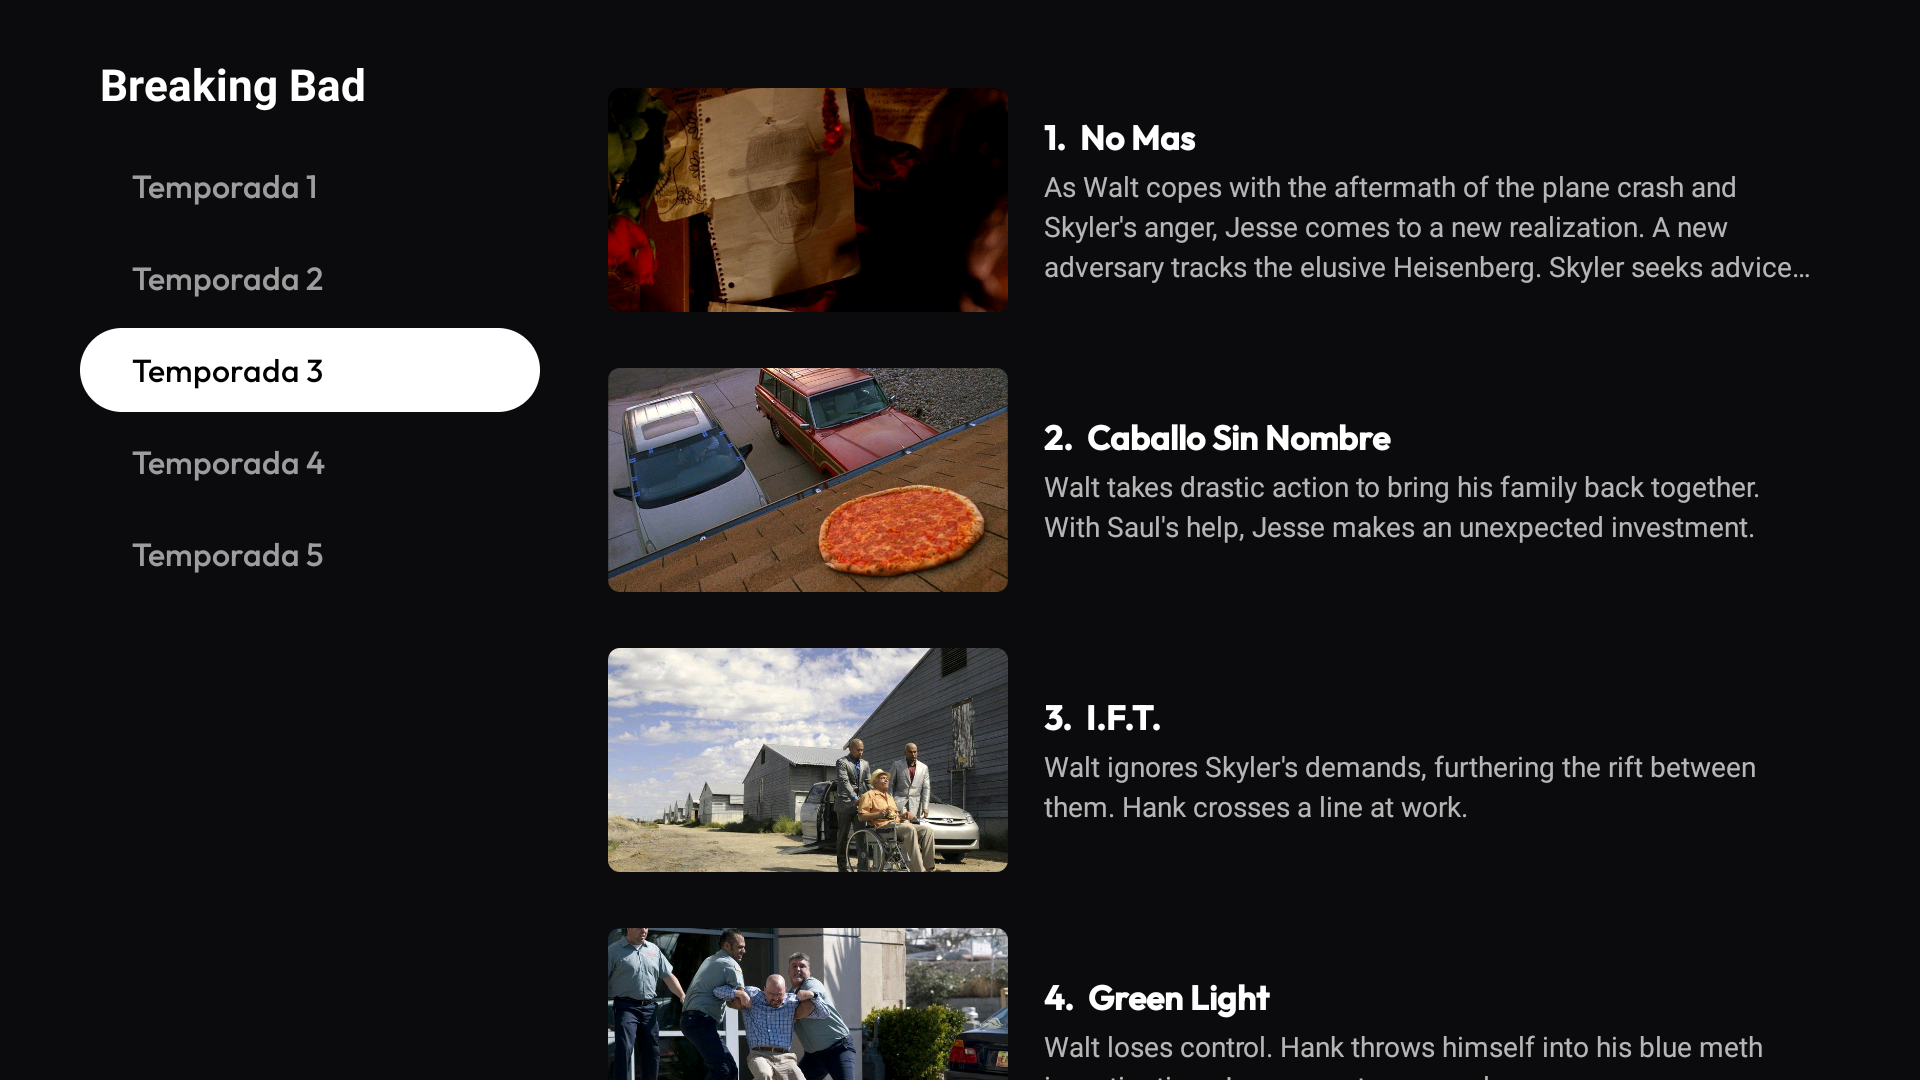 Breaking Bad
Temporada 1
Temporada 2
Temporada 3
Temporada 4
Temporada 5
1. No Mas
As Walt copes with the aftermath of the plane crash and
Skyler's anger, Jesse comes to a new realization. A new
adversary tracks the elusive Heisenberg. Skyler seeks advice…
2. Caballo Sin Nombre
Walt takes drastic action to bring his family back together.
With Saul's help, Jesse makes an unexpected investment.
3. I.F.T.
Walt ignores Skyler's demands, furthering the rift between
them. Hank crosses a line at work.
4. Green Light
Walt loses control. Hank throws himself into his blue meth